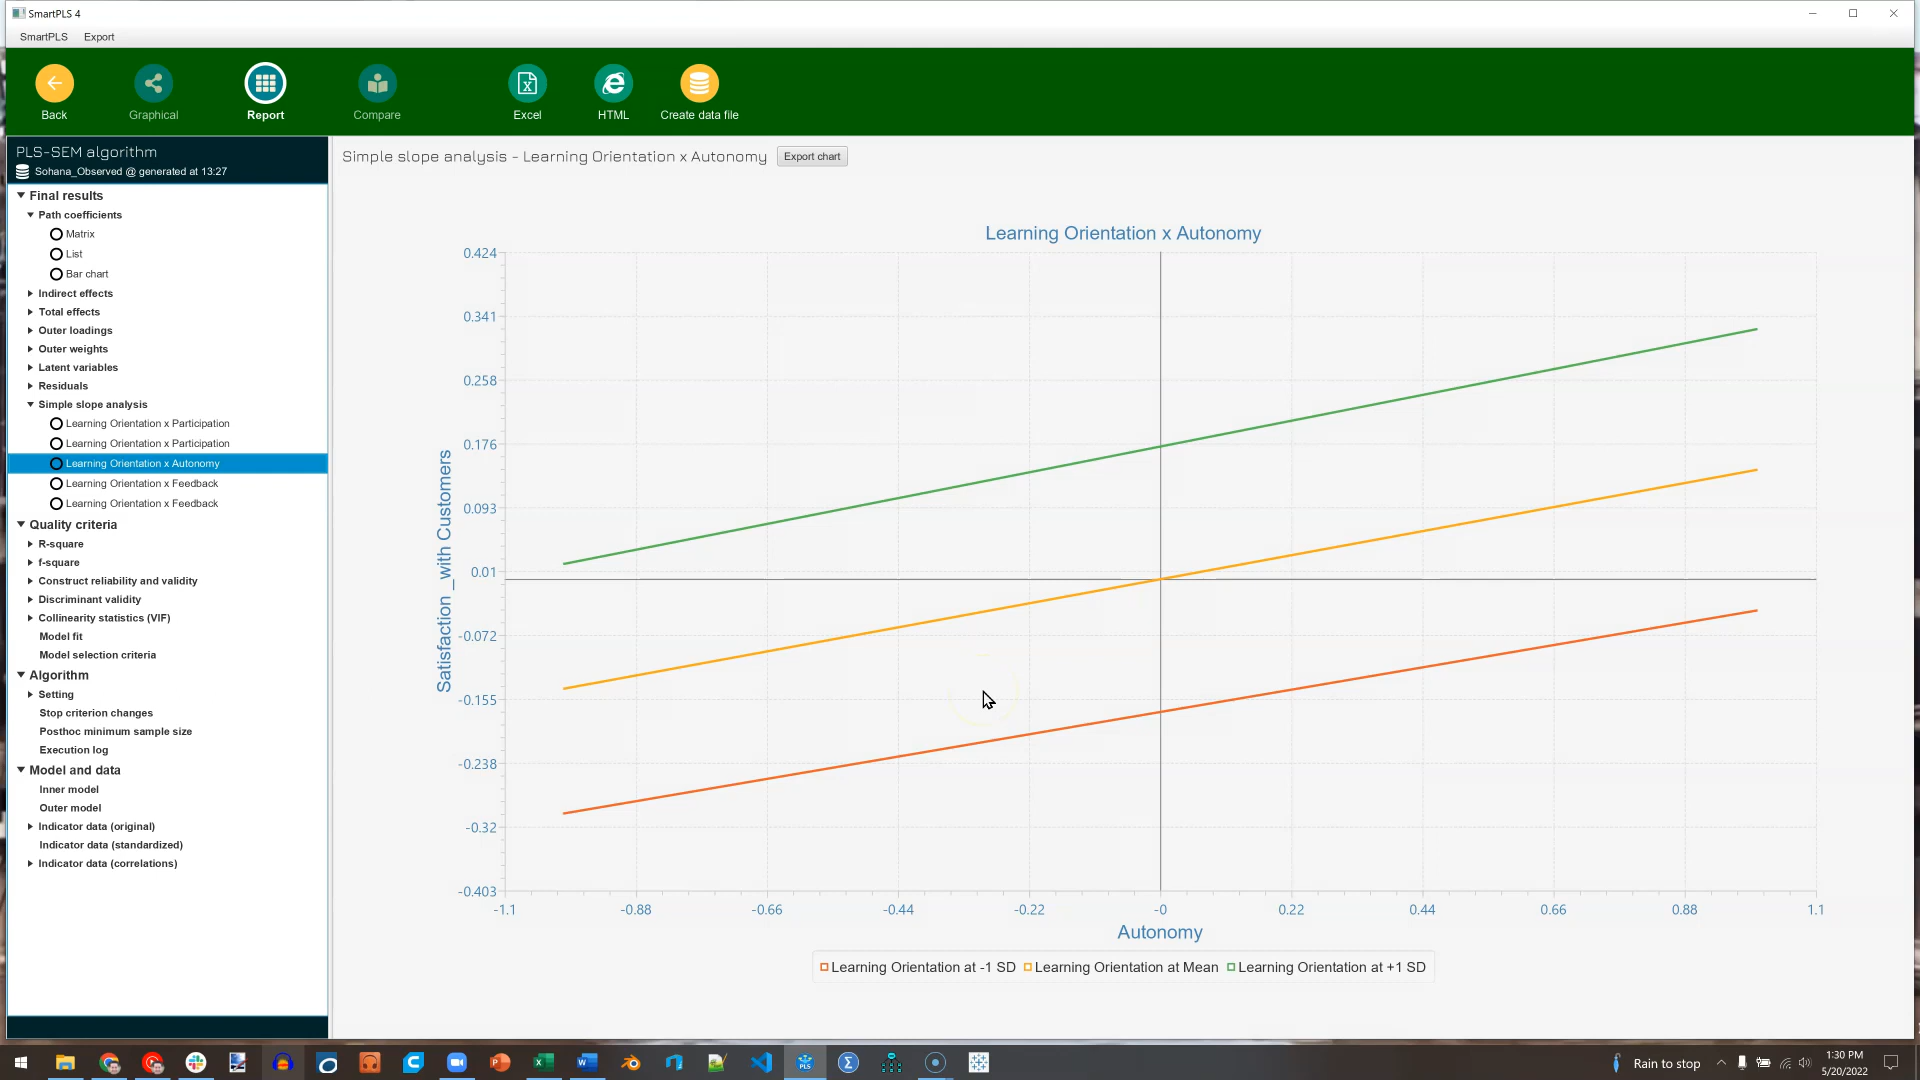 SmartPLS 4
SmartPLS Export
Back Graphical Report Compare Excel HTML Create data file
PLS-SEM algorithm
Sohana_Observed @ generated at 13:27
Final results
Path coefficients
Matrix
List
Bar chart
Indirect effects
Total effects
Outer loadings
Outer weights
Latent variables
Residuals
Simple slope analysis
Learning Orientation x Participation
Learning Orientation x Participation
Learning Orientation x Autonomy
Learning Orientation x Feedback
Learning Orientation x Feedback
Quality criteria
R-square
f-square
Construct reliability and validity
Discriminant validity
Collinearity statistics (VIF)
Model fit
Model selection criteria
Algorithm
Setting
Stop criterion changes
Posthoc minimum sample size
Execution log
Model and data
Inner model
Outer model
Indicator data (original)
Indicator data (standardized)
Indicator data (correlations)
Simple slope analysis - Learning Orientation x Autonomy Export chart
Learning Orientation x Autonomy
0.424
0.341
0.258
0.176
0.093
0.01
-0.072
-0.155
-0.238
-0.32
-0.403
Satisfaction _with Customers
-1.1 -0.88 -0.66 -0.44 -0.22 -0 0.22 0.44 0.66 0.88 1.1
Autonomy
Learning Orientation at -1 SD Learning Orientation at Mean Learning Orientation at +1 SD
Rain to stop
1:30 PM
5/20/2022